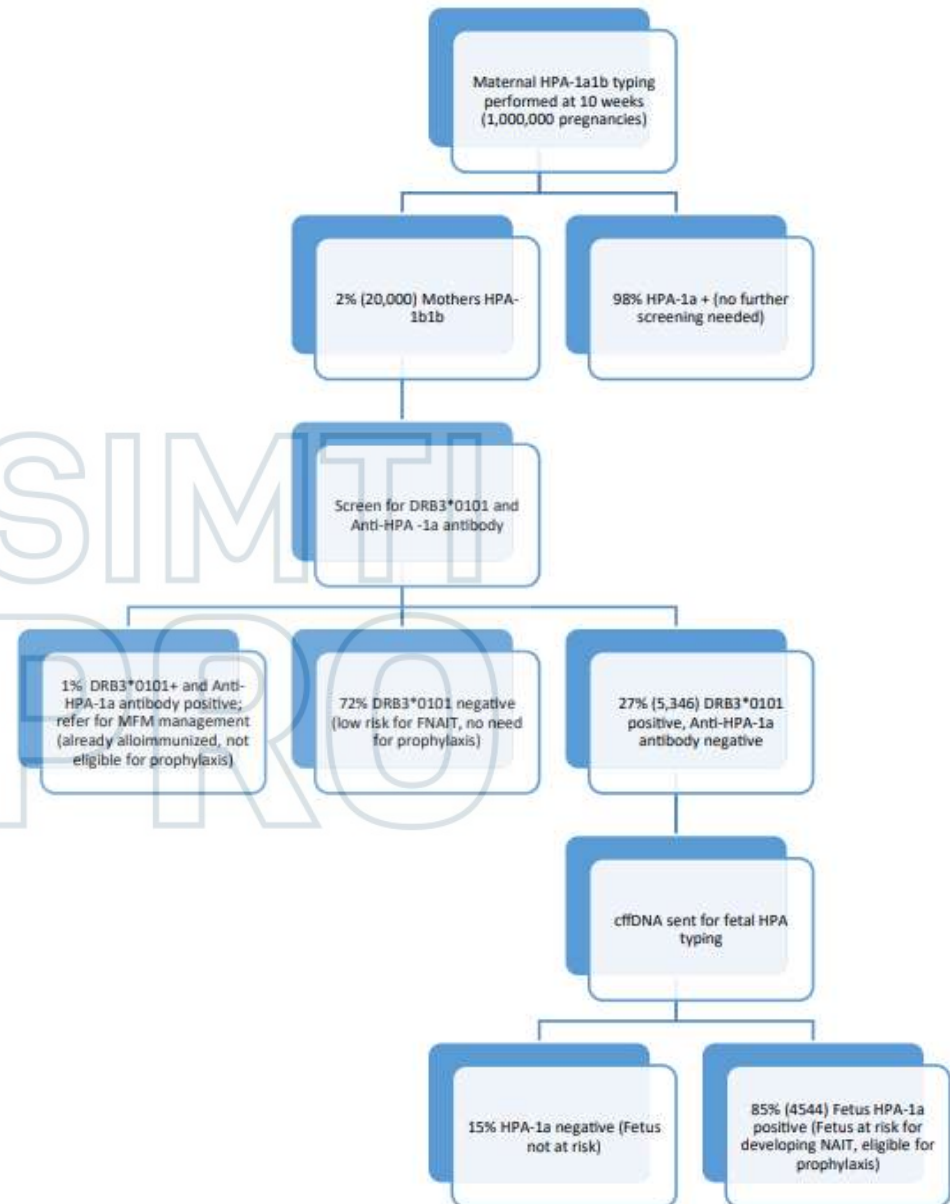 Maternal HPA-1a1b typing
performed at 10 weeks
(1,000,000 pregnancies)
2% (20,000) Mothers HPA-
1b1b
98% HPA-1a + (no further
screening needed)
Screen for DRB3*0101 and
Anti-HPA -1a antibody
1% DRB3*0101+ and Anti-
HPA-1a antibody positive;
refer for MFM management
(already alloimmunized, not
eligible for prophylaxis)
72% DRB3*0101 negative
(low risk for FNAIT, no need
for prophylaxis)
27% (5,346) DRB3*0101
positive, Anti-HPA-1a
antibody negative
cffDNA sent for fetal HPA
typing
15% HPA-1a negative (Fetus
not at risk)
85% (4544) Fetus HPA-1a
positive (Fetus at risk for
developing NAIT, eligible for
prophylaxis)
SIMTI
PRO